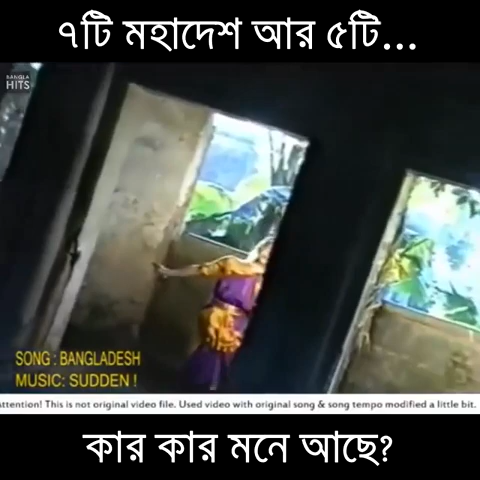 ৭টি মহাদেশ আর ৫টি...
BANGLA
HITS
SONG : BANGLADESH
MUSIC: SUDDEN !
attention! This is not original video file. Used video with original song & song tempo modified a little bit.
কার কার মনে আছে?